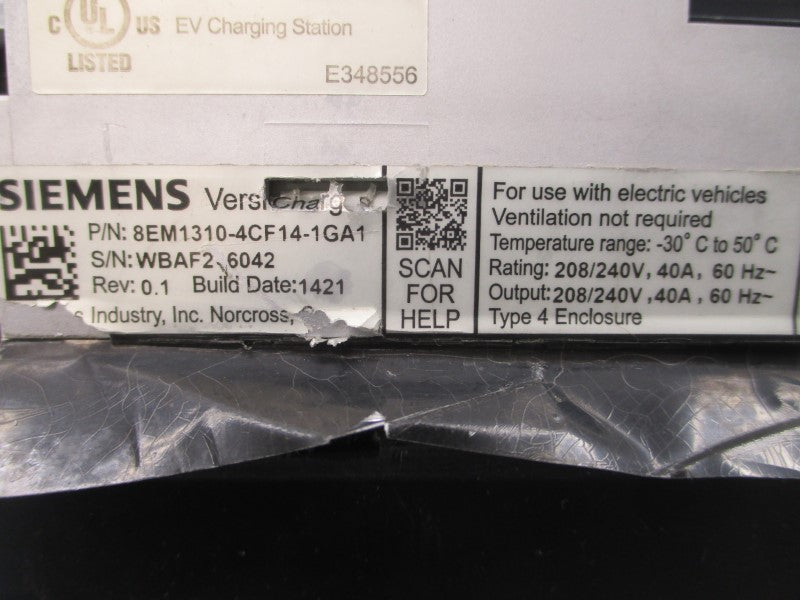 C UL US EV Charging Station
LISTED
E348556
SIEMENS
P/N: 8EM1310-4CF14-1GA1
S/N: WBAF2 6042
Rev: 0.1 Build Date:1421
Industry, Inc. Norcross,
SCAN
FOR
HELP
For use with electric vehicles
Ventilation not required
Temperature range: -30° C to 50° C
Rating: 208/240V, 40A, 60 Hz~
Output: 208/240V, 40A, 60 Hz~
Type 4 Enclosure